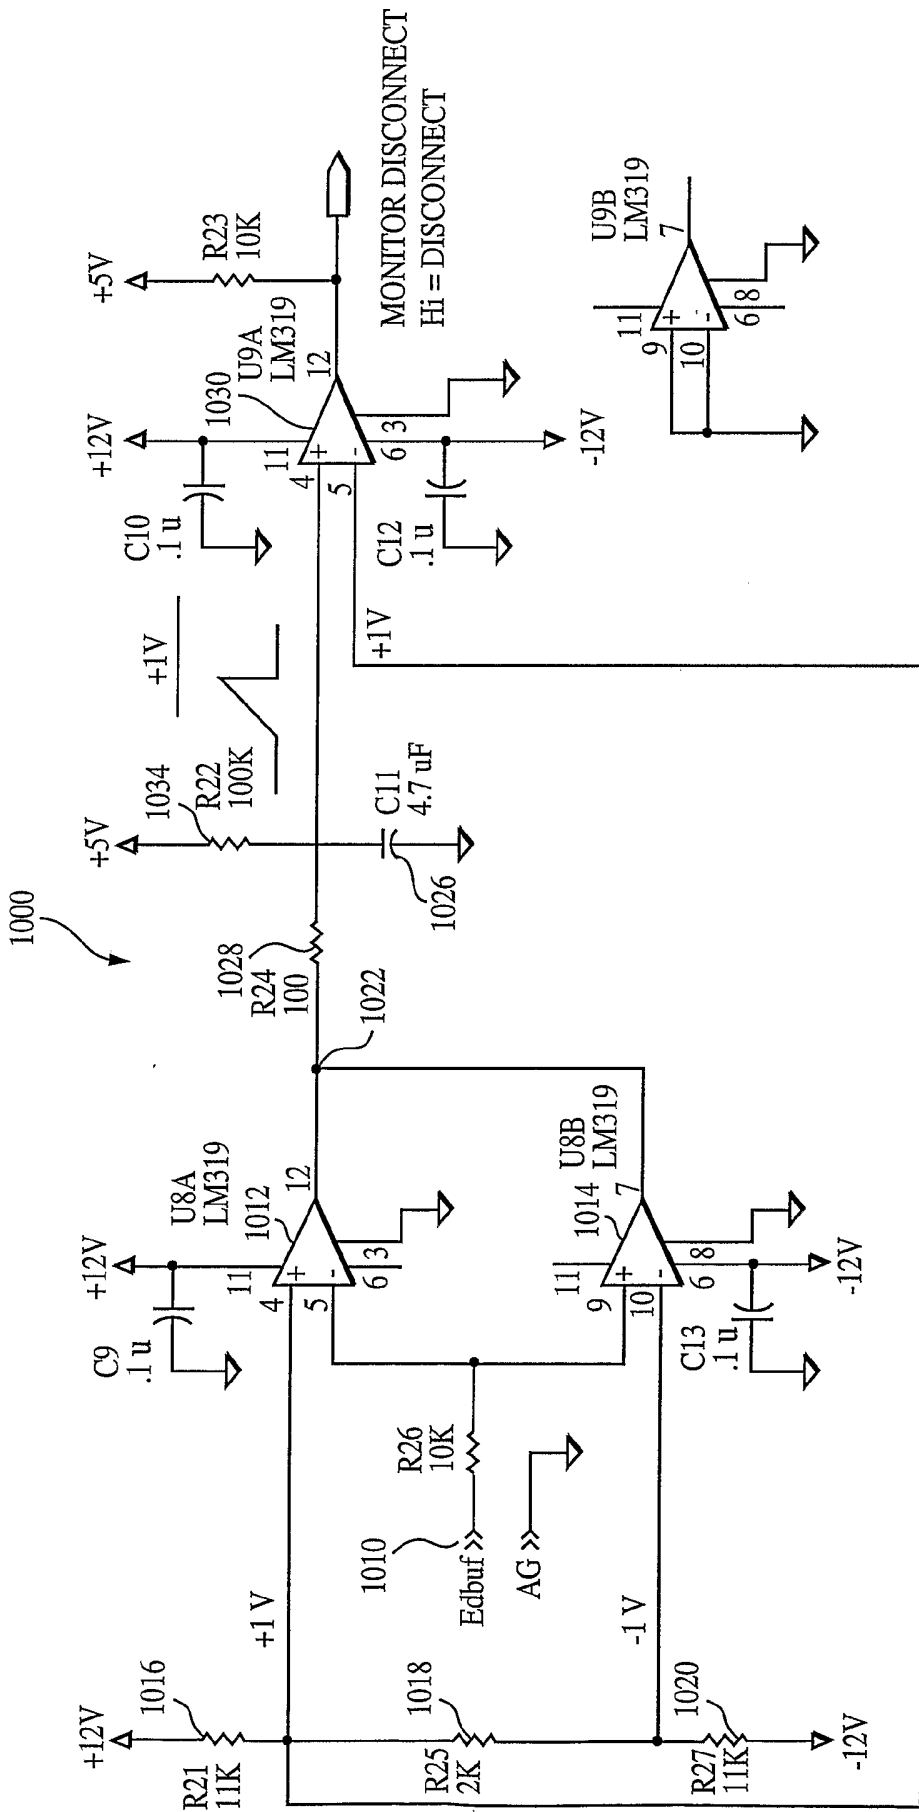 1000
+12V
1016
R21
11K
+1 V
1018
R25
2K
-1 V
1020
R27
11K
-12V
1010
Edbuf
AG
R26
10K
+12V
C9
.1 u
U8A
LM319
1012
11
4
+
5
-
12
3
6
U8B
LM319
1014
11
9
+
10
-
7
8
6
C13
.1 u
-12V
1022
1028
R24
100
+5V
1034
R22
100K
C11
4.7 uF
1026
+1V
+1V
+12V
C10
.1 u
1030
U9A
LM319
11
4
+
5
-
12
3
6
C12
.1 u
-12V
+5V
R23
10K
MONITOR DISCONNECT
Hi = DISCONNECT
U9B
LM319
11
9
+
10
-
7
8
6